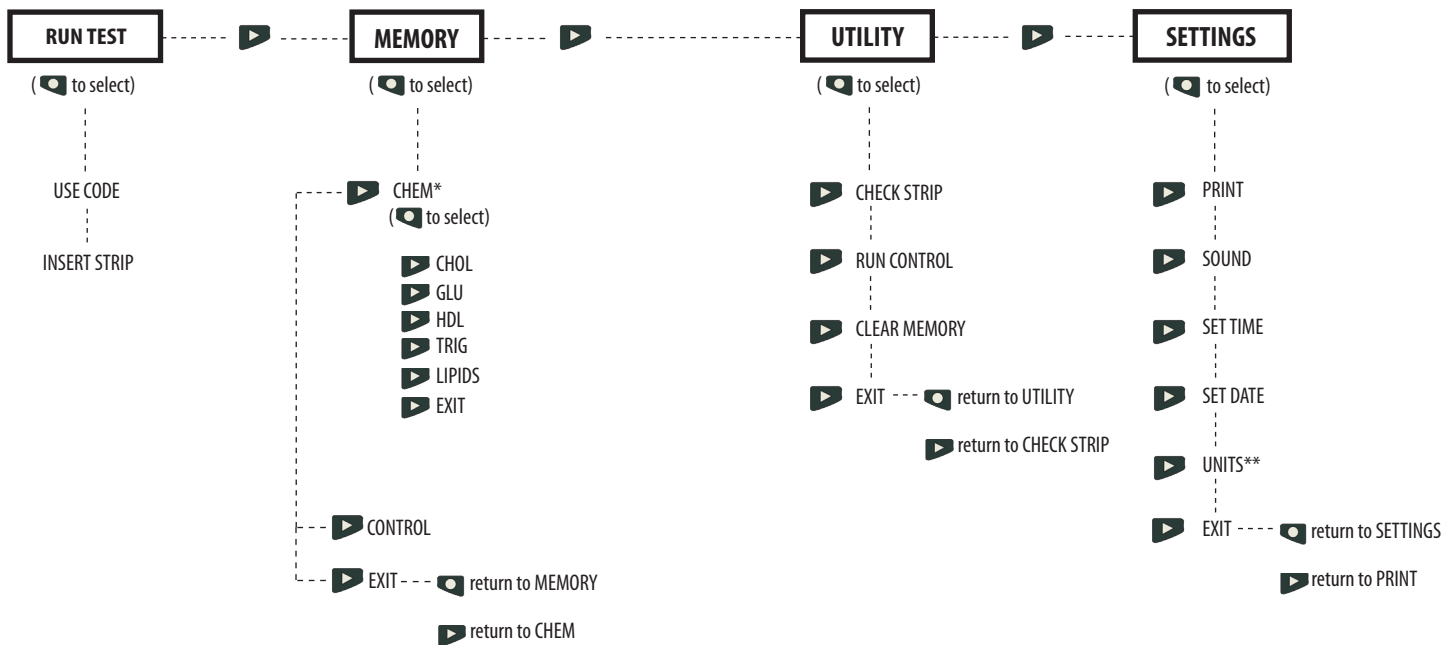 RUN TEST
MEMORY
UTILITY
SETTINGS
( to select)
( to select)
( to select)
( to select)
USE CODE
INSERT STRIP
CHEM*
( to select)
CHOL
GLU
HDL
TRIG
LIPIDS
EXIT
CONTROL
EXIT
return to MEMORY
return to CHEM
CHECK STRIP
RUN CONTROL
CLEAR MEMORY
EXIT
return to UTILITY
return to CHECK STRIP
PRINT
SOUND
SET TIME
SET DATE
UNITS**
EXIT
return to SETTINGS
return to PRINT